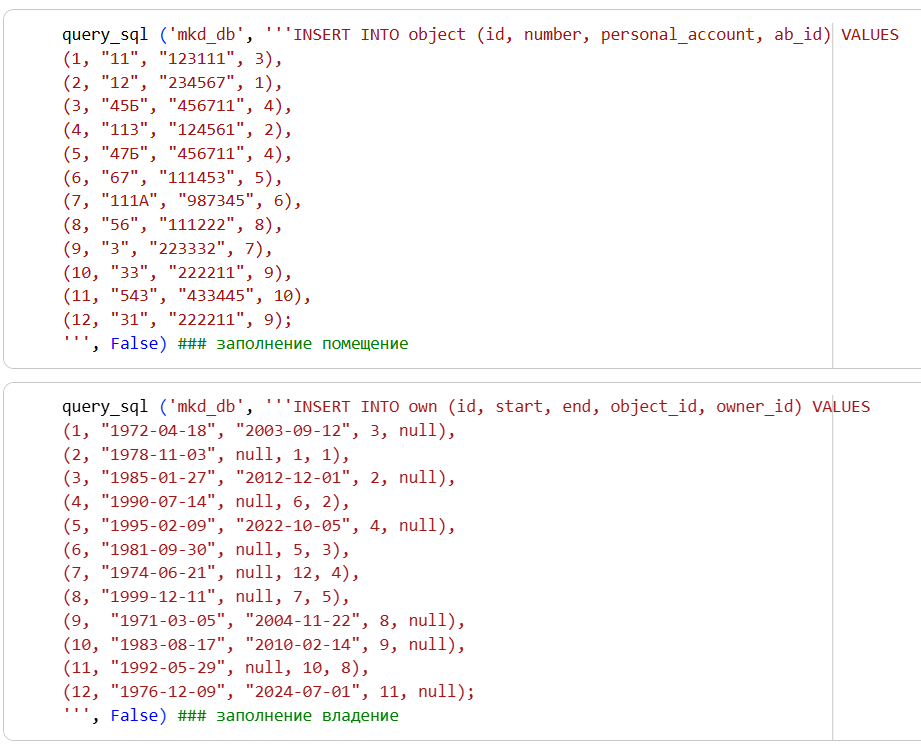 query_sql ('mkd_db', '''INSERT INTO object (id, number, personal_account, ab_id) VALUES
(1, "11", "123111", 3),
(2, "12", "234567", 1),
(3, "45Б", "456711", 4),
(4, "113", "124561", 2),
(5, "47Б", "456711", 4),
(6, "67", "111453", 5),
(7, "111А", "987345", 6),
(8, "56", "111222", 8),
(9, "3", "223332", 7),
(10, "33", "222211", 9),
(11, "543", "433445", 10),
(12, "31", "222211", 9);
''', False) ### заполнение помещение
query_sql ('mkd_db', '''INSERT INTO own (id, start, end, object_id, owner_id) VALUES
(1, "1972-04-18", "2003-09-12", 3, null),
(2, "1978-11-03", null, 1, 1),
(3, "1985-01-27", "2012-12-01", 2, null),
(4, "1990-07-14", null, 6, 2),
(5, "1995-02-09", "2022-10-05", 4, null),
(6, "1981-09-30", null, 5, 3),
(7, "1974-06-21", null, 12, 4),
(8, "1999-12-11", null, 7, 5),
(9,  "1971-03-05", "2004-11-22", 8, null),
(10, "1983-08-17", "2010-02-14", 9, null),
(11, "1992-05-29", null, 10, 8),
(12, "1976-12-09", "2024-07-01", 11, null);
''', False) ### заполнение владение